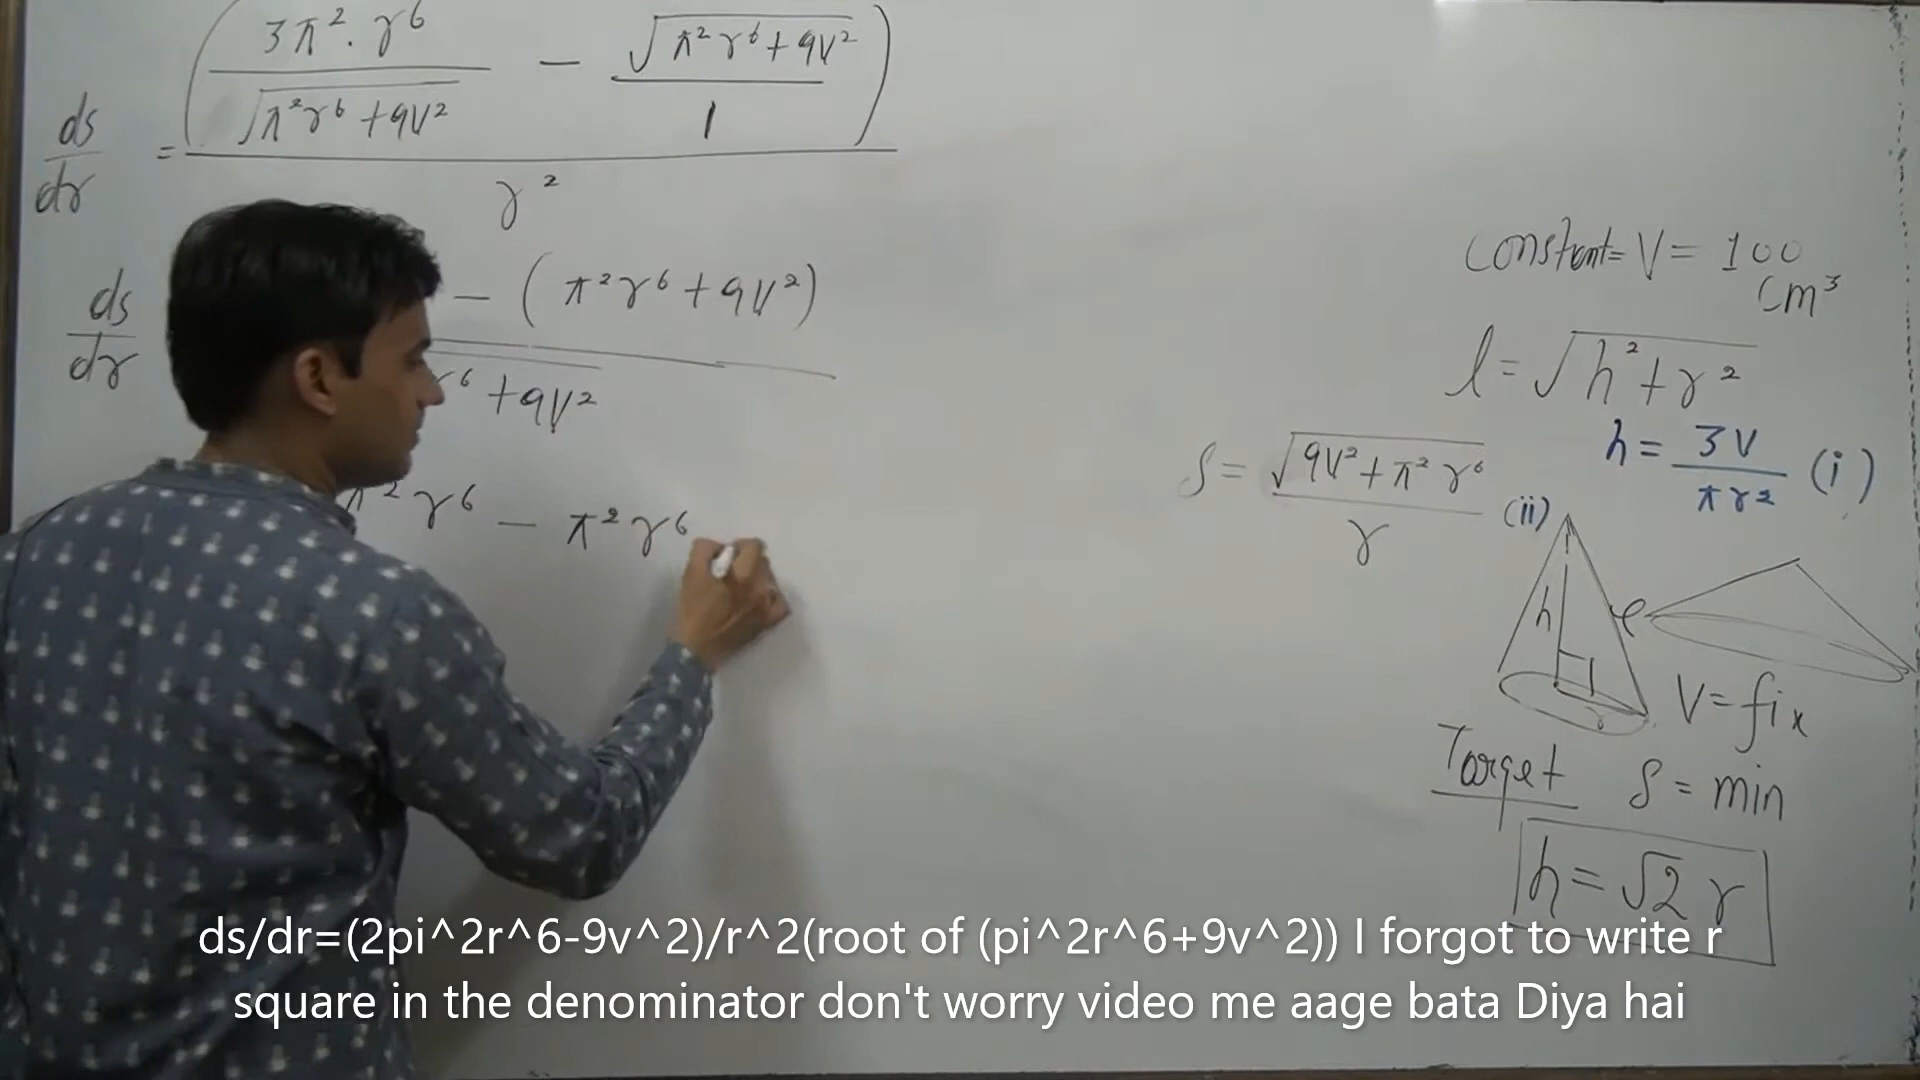 3π². r⁶ / √π²r⁶ + 9V² − √π²r⁶ + 9V² / 1
ds/dr = ( ) / r²
ds/dr − (π²r⁶ + 9V²)
r⁶ + 9V²
π²r⁶ − π²r⁶
Constant = V = 100
Cm³
l = √h² + r²
h = 3V / πr² (i)
S = √9V² + π² r⁶ / r (ii)
h l
r
V = fix
Target S = min
h = √2 r
ds/dr=(2pi^2r^6-9v^2)/r^2(root of (pi^2r^6+9v^2)) I forgot to write r
square in the denominator don't worry video me aage bata Diya hai